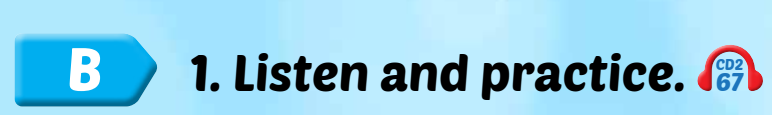 B 1. Listen and practice. CD2
67